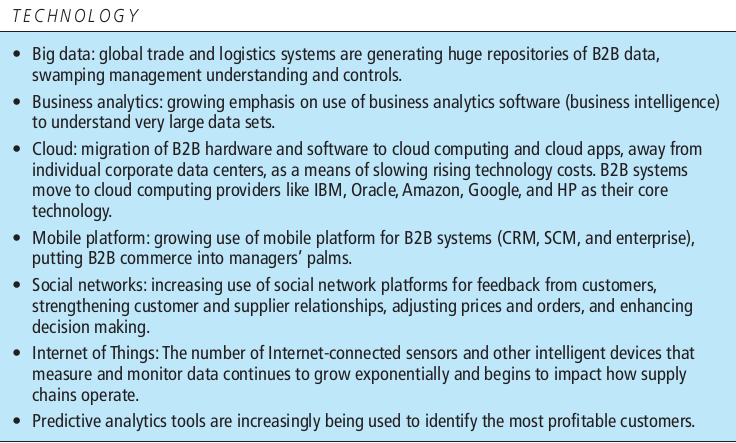 TECHNOLOGY
• Big data: global trade and logistics systems are generating huge repositories of B2B data,
swamping management understanding and controls.
• Business analytics: growing emphasis on use of business analytics software (business intelligence)
to understand very large data sets.
• Cloud: migration of B2B hardware and software to cloud computing and cloud apps, away from
individual corporate data centers, as a means of slowing rising technology costs. B2B systems
move to cloud computing providers like IBM, Oracle, Amazon, Google, and HP as their core
technology.
• Mobile platform: growing use of mobile platform for B2B systems (CRM, SCM, and enterprise),
putting B2B commerce into managers’ palms.
• Social networks: increasing use of social network platforms for feedback from customers,
strengthening customer and supplier relationships, adjusting prices and orders, and enhancing
decision making.
• Internet of Things: The number of Internet-connected sensors and other intelligent devices that
measure and monitor data continues to grow exponentially and begins to impact how supply
chains operate.
• Predictive analytics tools are increasingly being used to identify the most profitable customers.